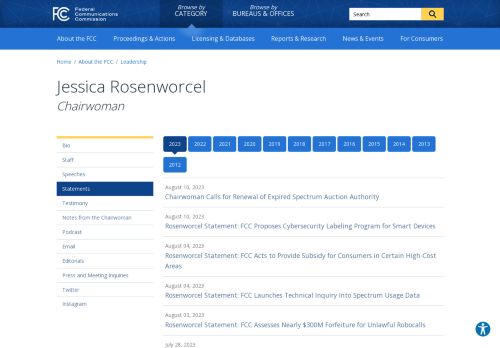 FCC Federal Communications Commission
Browse by CATEGORY
Browse by BUREAUS & OFFICES
Search
About the FCC
Proceedings & Actions
Licensing & Databases
Reports & Research
News & Events
For Consumers
Home / About the FCC / Leadership
Jessica Rosenworcel
Chairwoman
Bio
Staff
Speeches
Statements
Testimony
Notes from the Chairwoman
Podcast
Email
Editorials
Press and Meeting Inquiries
Twitter
Instagram
2023 2022 2021 2020 2019 2018 2017 2016 2015 2014 2013
2012
August 10, 2023
Chairwoman Calls for Renewal of Expired Spectrum Auction Authority
August 10, 2023
Rosenworcel Statement: FCC Proposes Cybersecurity Labeling Program for Smart Devices
August 04, 2023
Rosenworcel Statement: FCC Acts to Provide Subsidy for Consumers in Certain High-Cost
Areas
August 04, 2023
Rosenworcel Statement: FCC Launches Technical Inquiry Into Spectrum Usage Data
August 03, 2023
Rosenworcel Statement: FCC Assesses Nearly $300M Forfeiture for Unlawful Robocalls
July 28, 2023